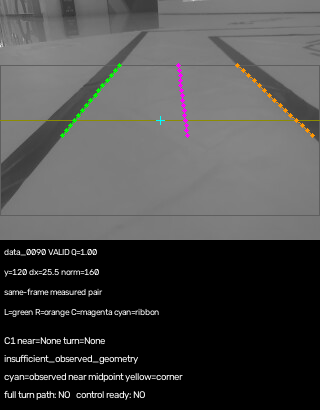 data_0090 VALID Q=1.00
y=120 dx=25.5 norm=160
same-frame measured pair
L=green R=orange C=magenta cyan=ribbon
C1 near=None turn=None
insufficient_observed_geometry
cyan=observed near midpoint yellow=corner
full turn path: NO control ready: NO